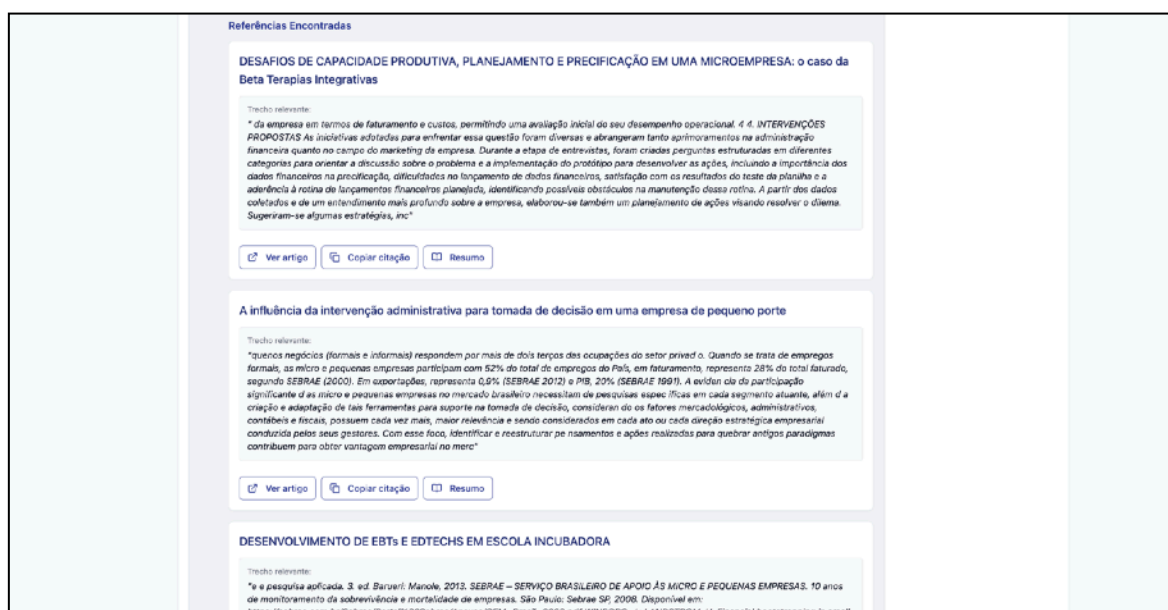 Referências Encontradas
DESAFIOS DE CAPACIDADE PRODUTIVA, PLANEJAMENTO E PRECIFICAÇÃO EM UMA MICROEMPRESA: o caso da
Beta Terapias Integrativas
Trecho relevante:
" da empresa em termos de faturamento e custos, permitindo uma avaliação inicial do seu desempenho operacional. 4 4. INTERVENÇÕES
PROPOSTAS As iniciativas adotadas para enfrentar essa questão foram diversas e abrangeram tanto aprimoramentos na administração
financeira quanto no campo do marketing da empresa. Durante a etapa de entrevistas, foram criadas perguntas estruturadas em diferentes
categorias para orientar a discussão sobre o problema e a implementação do protótipo para desenvolver as ações, incluindo a importância dos
dados financeiros na precificação, dificuldades no lançamento de dados financeiros, satisfação com os resultados do teste da planilha e a
aderência à rotina de lançamentos financeiros planejada, identificando possíveis obstáculos na manutenção dessa rotina. A partir dos dados
coletados e de um entendimento mais profundo sobre a empresa, elaborou-se também um planejamento de ações visando resolver o dilema.
Sugeriram-se algumas estratégias, inc"
Ver artigo Copiar citação Resumo
A influência da intervenção administrativa para tomada de decisão em uma empresa de pequeno porte
Trecho relevante:
"quenos negócios (formais e informais) respondem por mais de dois terços das ocupações do setor privad o. Quando se trata de empregos
formais, as micro e pequenas empresas participam com 52% do total de empregos do País, em faturamento, representa 28% do total faturado,
segundo SEBRAE (2000). Em exportações, representa 0,9% (SEBRAE 2012) e PIB, 20% (SEBRAE 1991). A eviden cia da participação
significante d as micro e pequenas empresas no mercado brasileiro necessitam de pesquisas espec íficas em cada segmento atuante, além d a
criação e adaptação de tais ferramentas para suporte na tomada de decisão, consideran do os fatores mercadológicos, administrativos,
contábeis e fiscais, possuem cada vez mais, maior relevância e sendo considerados em cada ato ou cada direção estratégica empresarial
conduzida pelos seus gestores. Com esse foco, identificar e reestruturar pe nsamentos e ações realizadas para quebrar antigos paradigmas
contribuem para obter vantagem empresarial no merc"
Ver artigo Copiar citação Resumo
DESENVOLVIMENTO DE EBTs E EDTECHS EM ESCOLA INCUBADORA
Trecho relevante:
"e e pesquisa aplicada. 3. ed. Barueri: Manole, 2013. SEBRAE – SERVIÇO BRASILEIRO DE APOIO ÀS MICRO E PEQUENAS EMPRESAS. 10 anos
de monitoramento da sobrevivência e mortalidade de empresas. São Paulo: Sebrae SP, 2008. Disponível em: